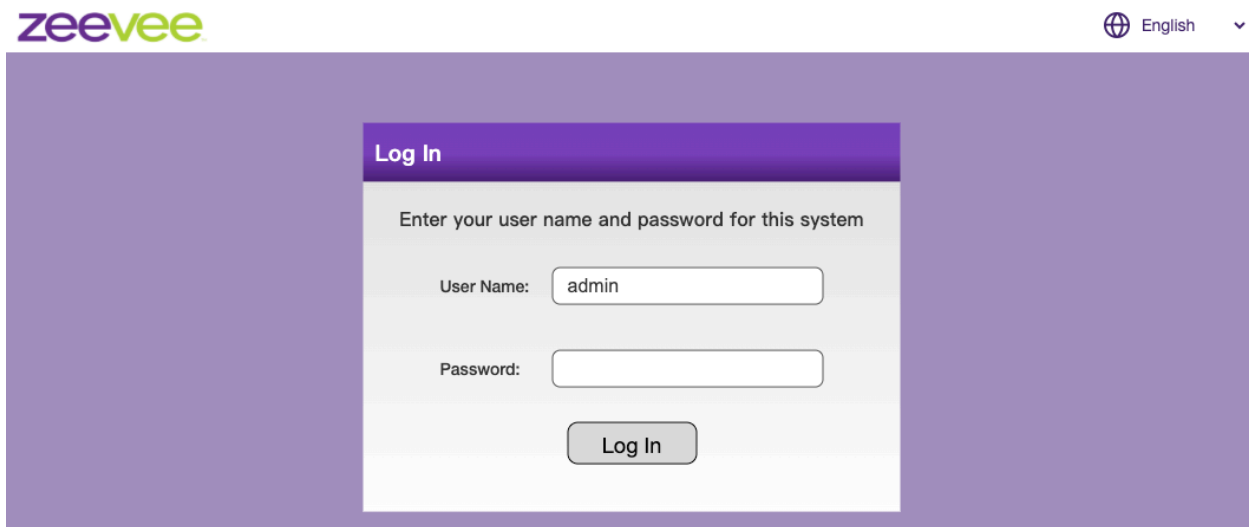 zeevee
English
Log In
Enter your user name and password for this system
User Name: admin
Password:
Log In